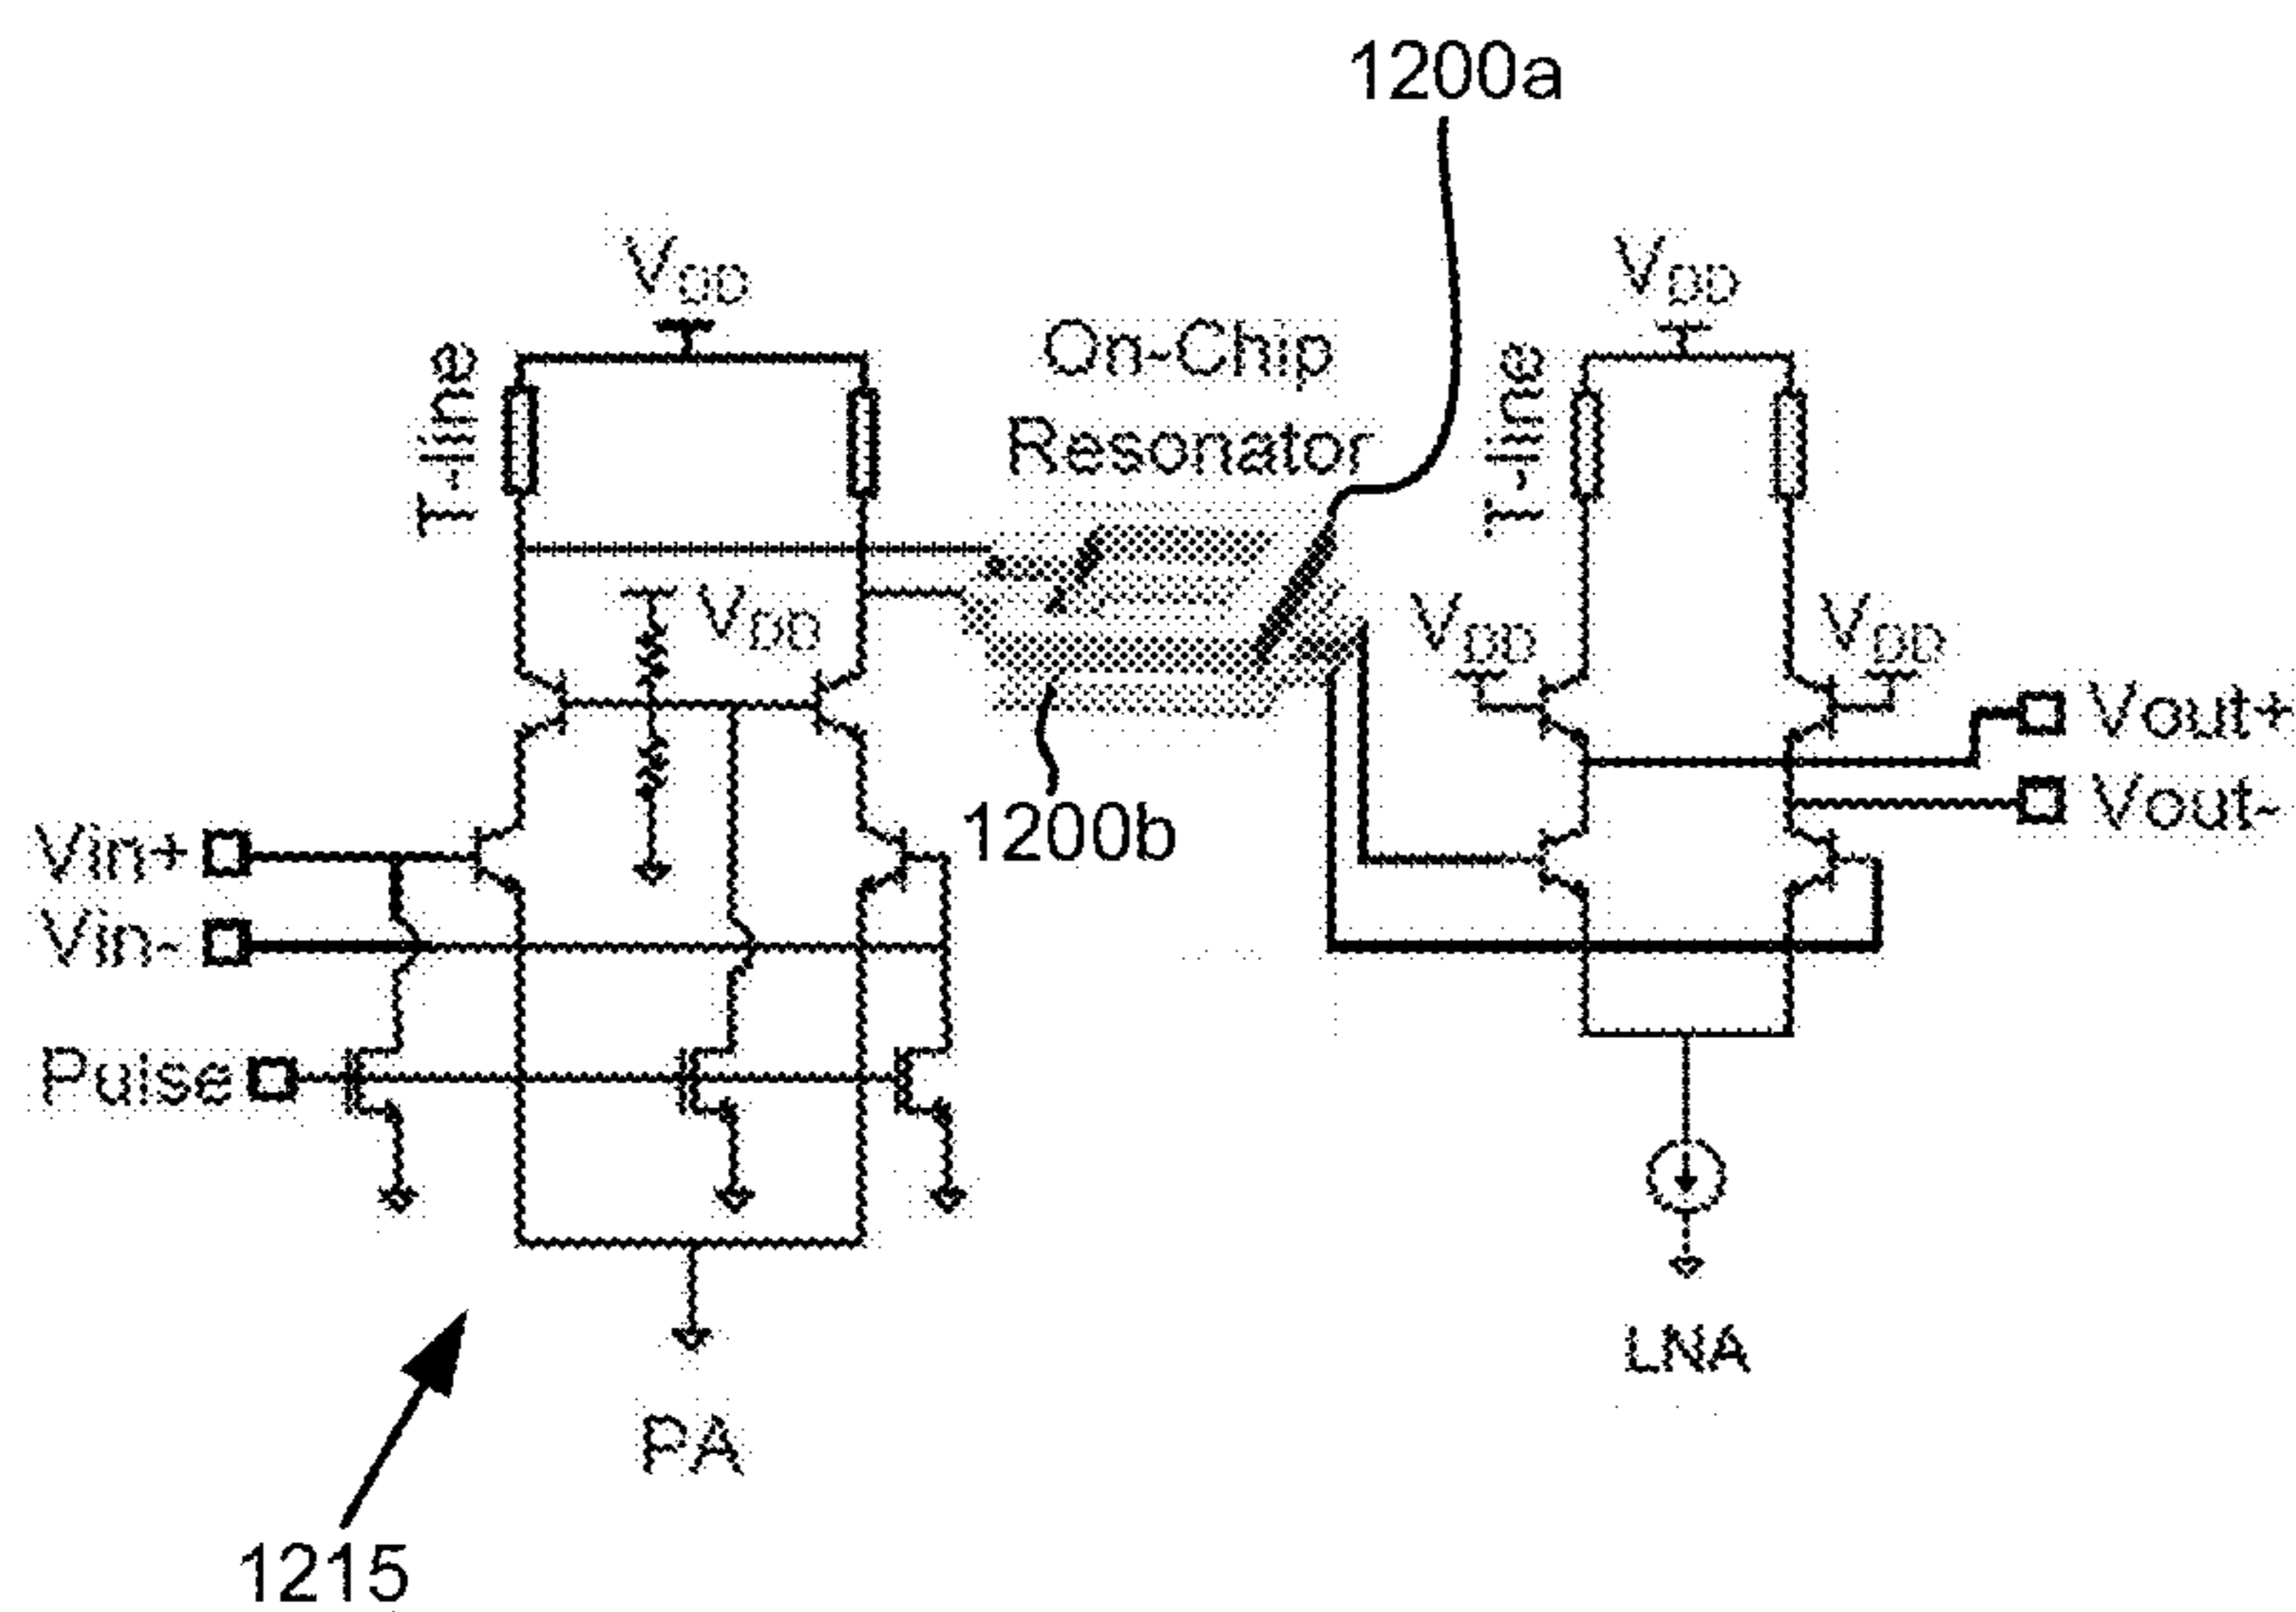 1200a
VDD
VDD
On-Chip
Resonator
T-line
T-line
VDD
VDD
VDD
Vout+
Vout-
1200b
Vin+
Vin-
Pulse
LNA
PA
1215